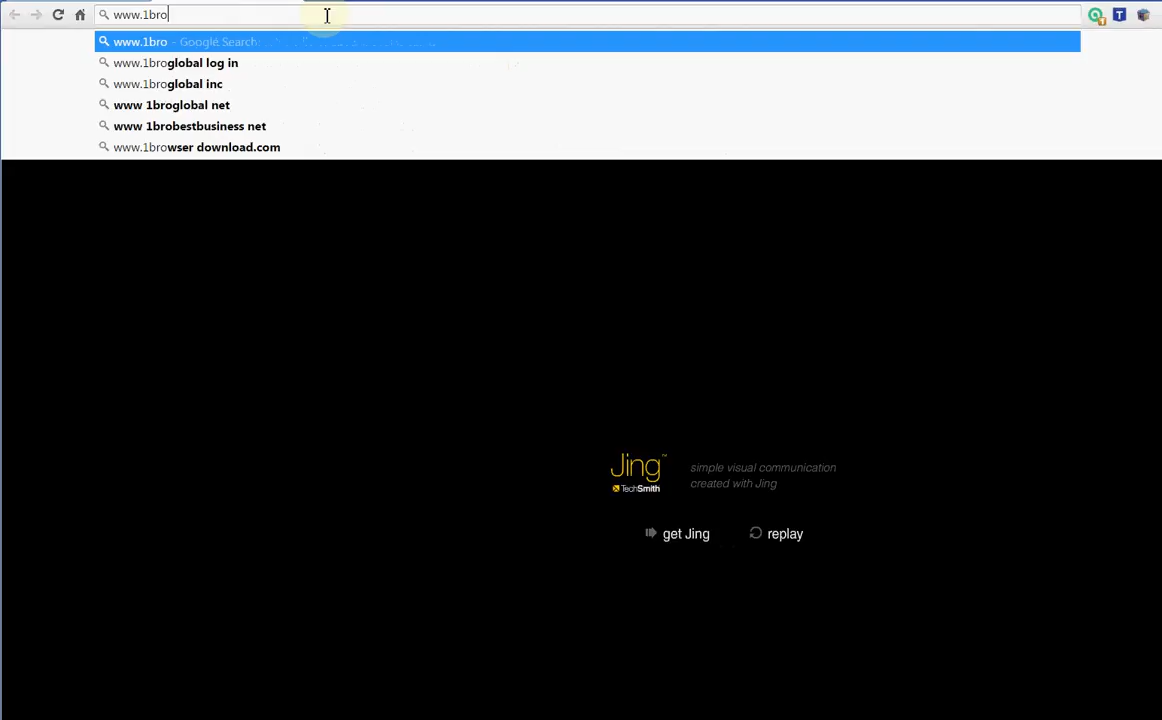 www.1bro
www.1bro - Google Search
www.1broglobal log in
www.1broglobal inc
www 1broglobal net
www 1brobestbusiness net
www.1browser download.com
T
Jing™
TechSmith
simple visual communication
created with Jing
get Jing
replay